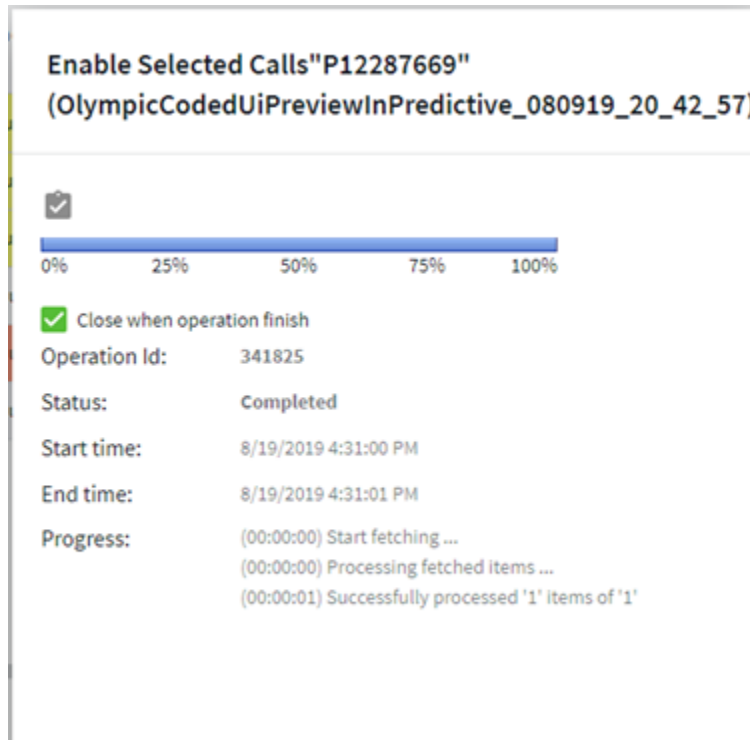 Enable Selected Calls"P12287669"
(OlympicCodedUiPreviewInPredictive_080919_20_42_57)
0% 25% 50% 75% 100%
Close when operation finish
Operation Id: 341825
Status: Completed
Start time: 8/19/2019 4:31:00 PM
End time: 8/19/2019 4:31:01 PM
Progress: (00:00:00) Start fetching ...
(00:00:00) Processing fetched items ...
(00:00:01) Successfully processed '1' items of '1'